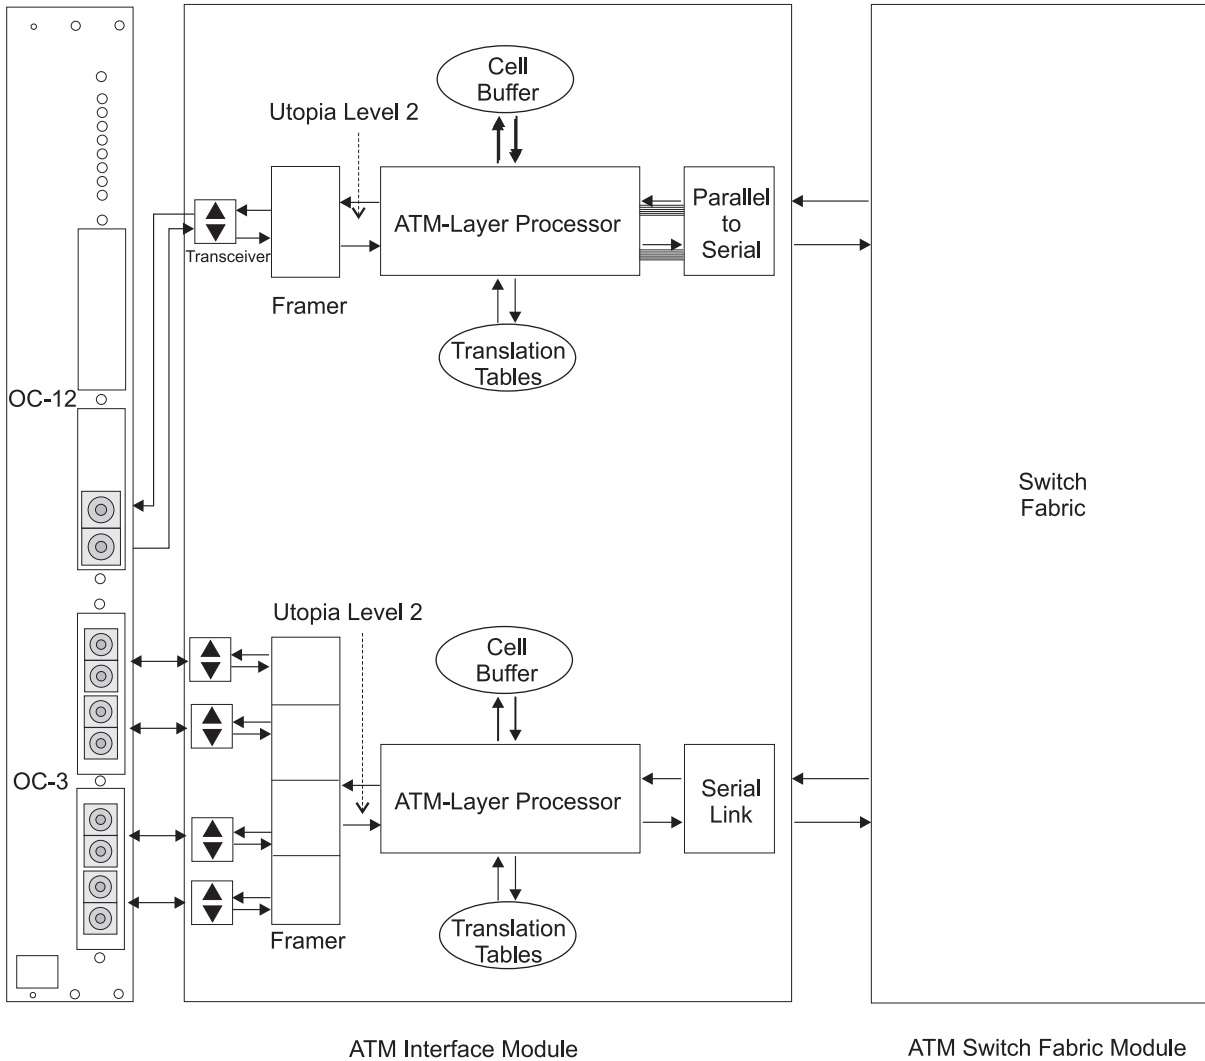 Cell
Buffer
Utopia Level 2
ATM-Layer Processor
Parallel
to
Serial
Transceiver
Framer
Translation
Tables
OC-12
Switch
Fabric
Utopia Level 2
Cell
Buffer
OC-3
ATM-Layer Processor
Serial
Link
Framer
Translation
Tables
ATM Interface Module
ATM Switch Fabric Module